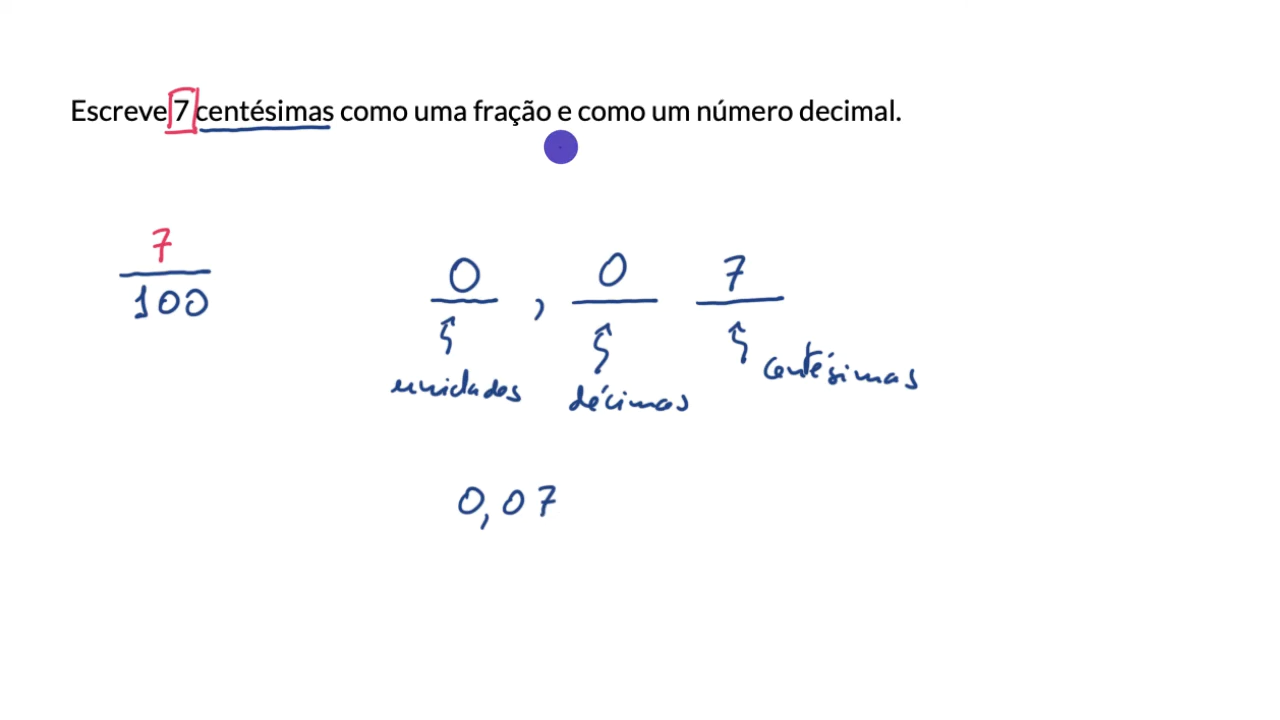 Escreve 7 centésimas como uma fração e como um número decimal.
7
100
0 , 0 7
unidades décimas centésimas
0,07